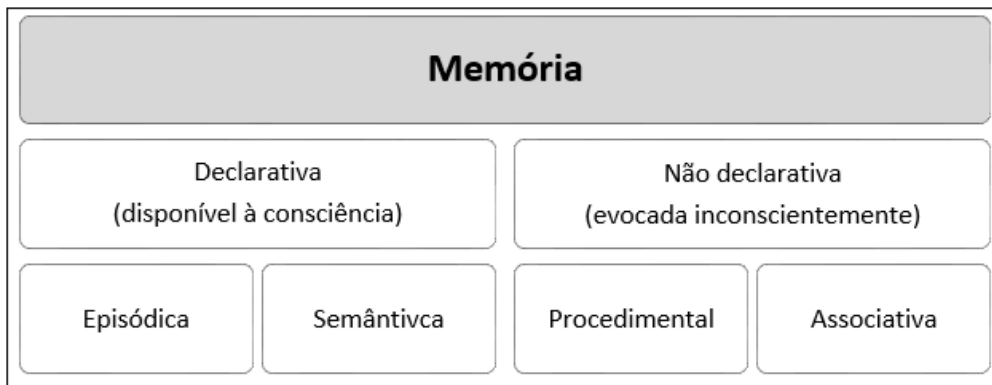 Memória
Declarativa
(disponível à consciência)
Não declarativa
(evocada inconscientemente)
Episódica
Semântivca
Procedimental
Associativa